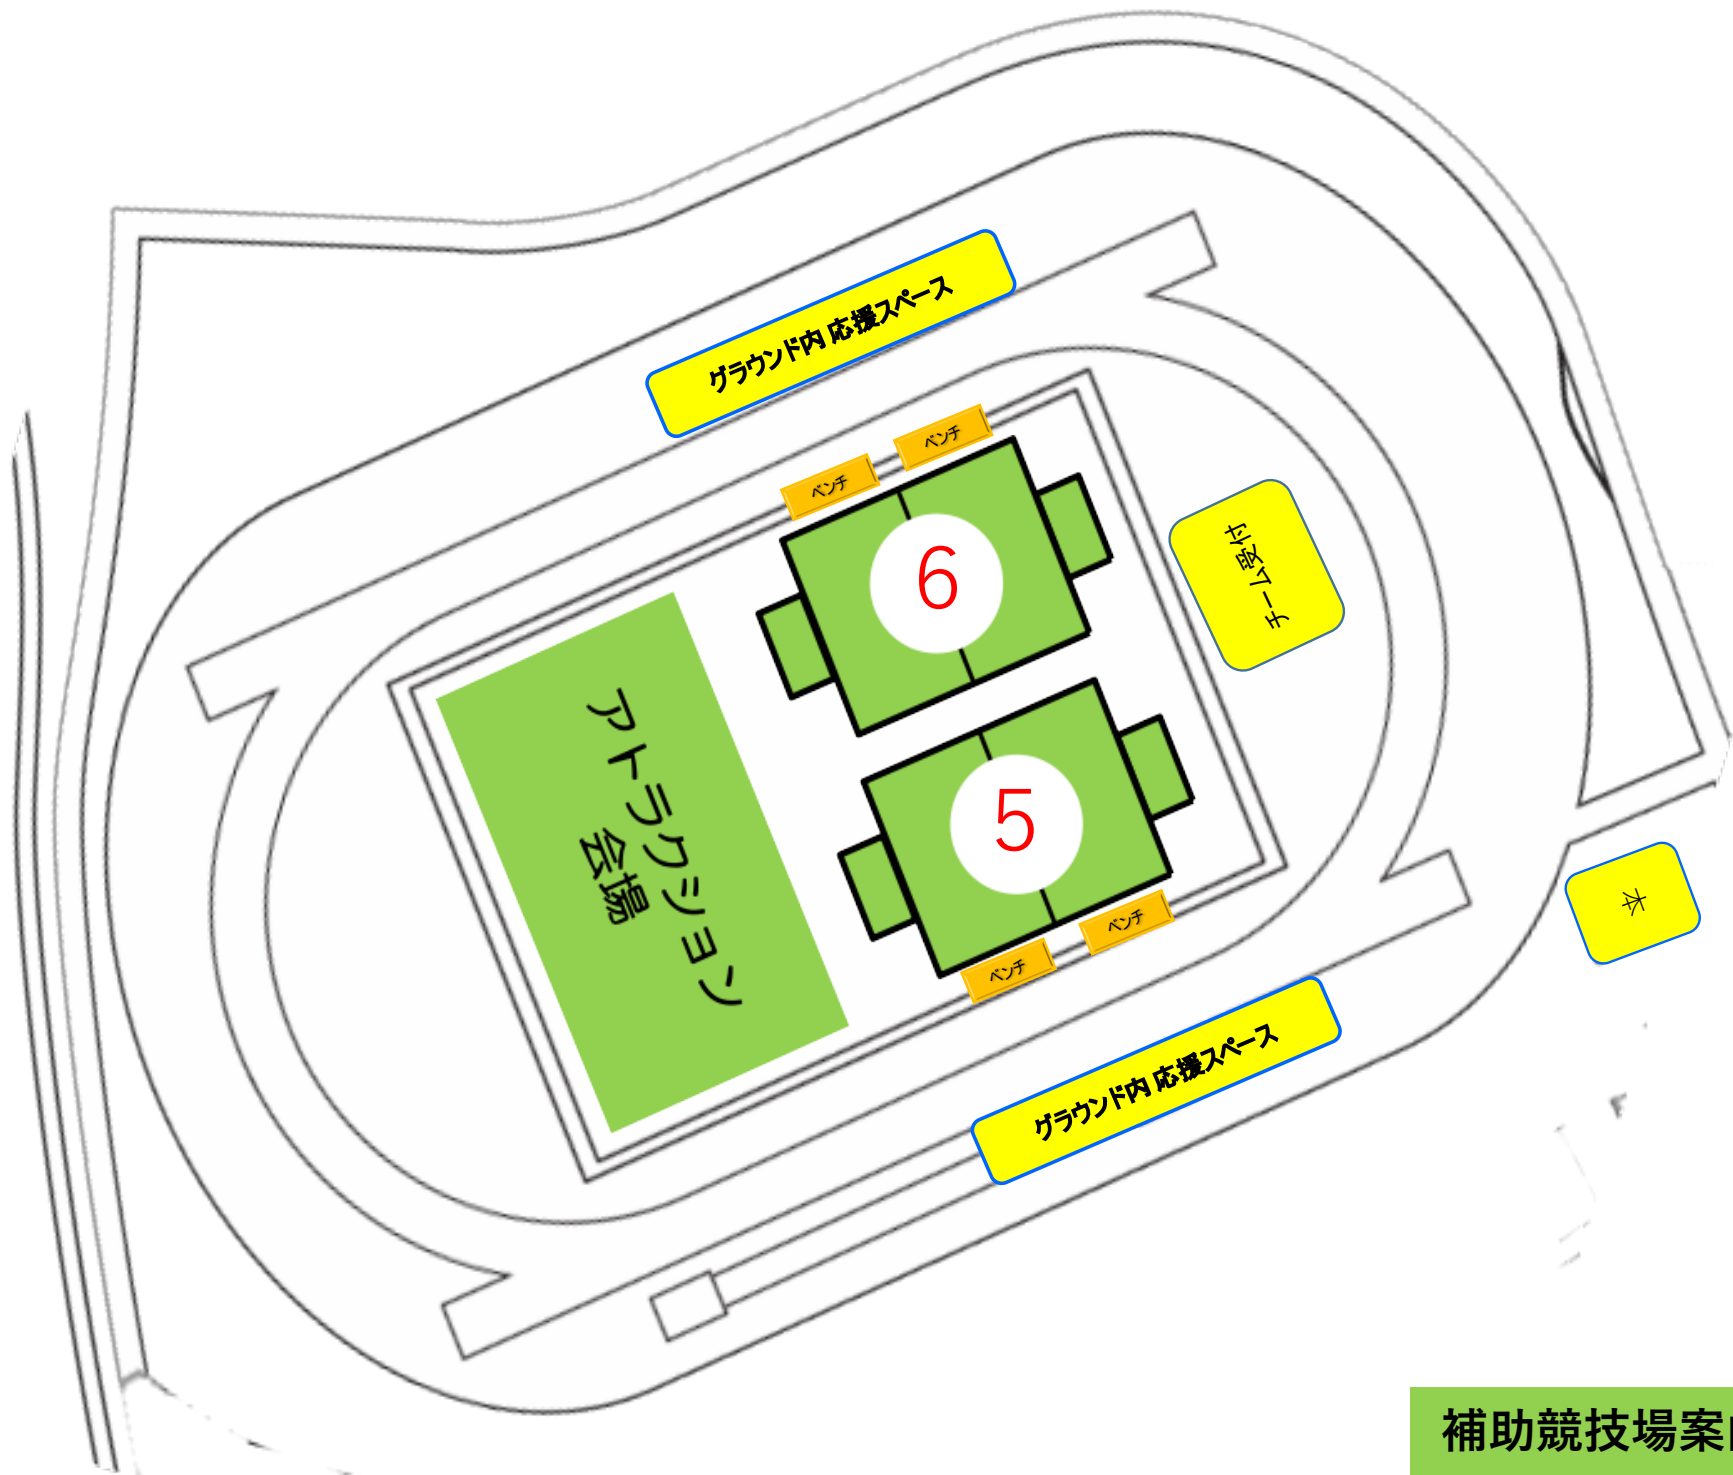 グラウンド内 応援スペース
ベンチ
ベンチ
6
チーム受付
アトラクション
会場
5
本
ベンチ
ベンチ
グラウンド内 応援スペース
補助競技場案